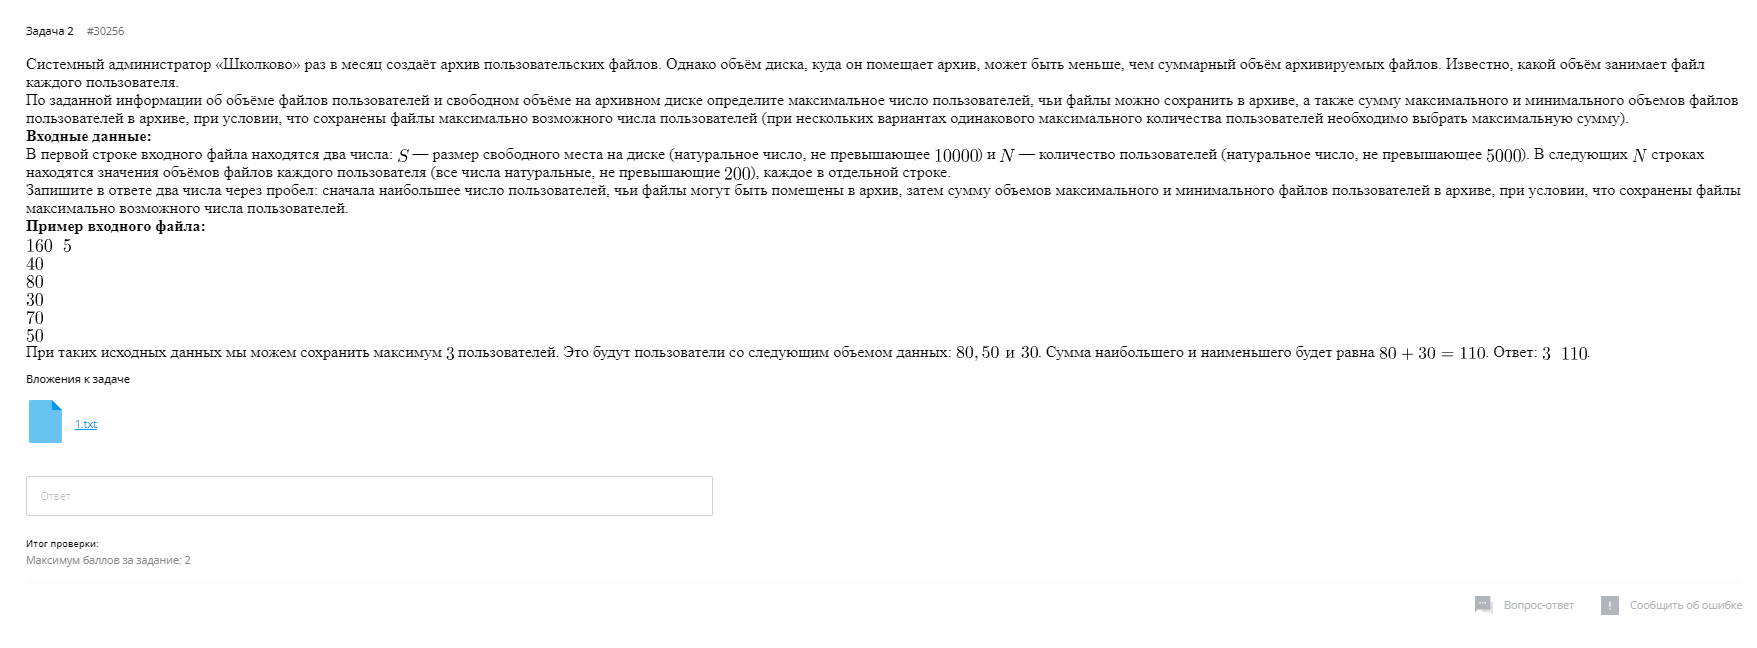 Задача 2 #30256
Системный администратор «Школково» раз в месяц создаёт архив пользовательских файлов. Однако объём диска, куда он помещает архив, может быть меньше, чем суммарный объём архивируемых файлов. Известно, какой объём занимает файл
каждого пользователя.
По заданной информации об объёме файлов пользователей и свободном объёме на архивном диске определите максимальное число пользователей, чьи файлы можно сохранить в архиве, а также сумму максимального и минимального объемов файлов
пользователей в архиве, при условии, что сохранены файлы максимально возможного числа пользователей (при нескольких вариантах одинакового максимального количества пользователей необходимо выбрать максимальную сумму).
Входные данные:
В первой строке входного файла находятся два числа: S — размер свободного места на диске (натуральное число, не превышающее 10000) и N — количество пользователей (натуральное число, не превышающее 5000). В следующих N строках
находятся значения объёмов файлов каждого пользователя (все числа натуральные, не превышающие 200), каждое в отдельной строке.
Запишите в ответе два числа через пробел: сначала наибольшее число пользователей, чьи файлы могут быть помещены в архив, затем сумму объемов максимального и минимального файлов пользователей в архиве, при условии, что сохранены файлы
максимально возможного числа пользователей.
Пример входного файла:
160 5
40
80
30
70
50
При таких исходных данных мы можем сохранить максимум 3 пользователей. Это будут пользователи со следующим объемом данных: 80, 50 и 30. Сумма наибольшего и наименьшего будет равна 80 + 30 = 110. Ответ: 3 110.
Вложения к задаче
1.txt
Ответ
Итог проверки:
Максимум баллов за задание: 2
Вопрос-ответ
Сообщить об ошибке